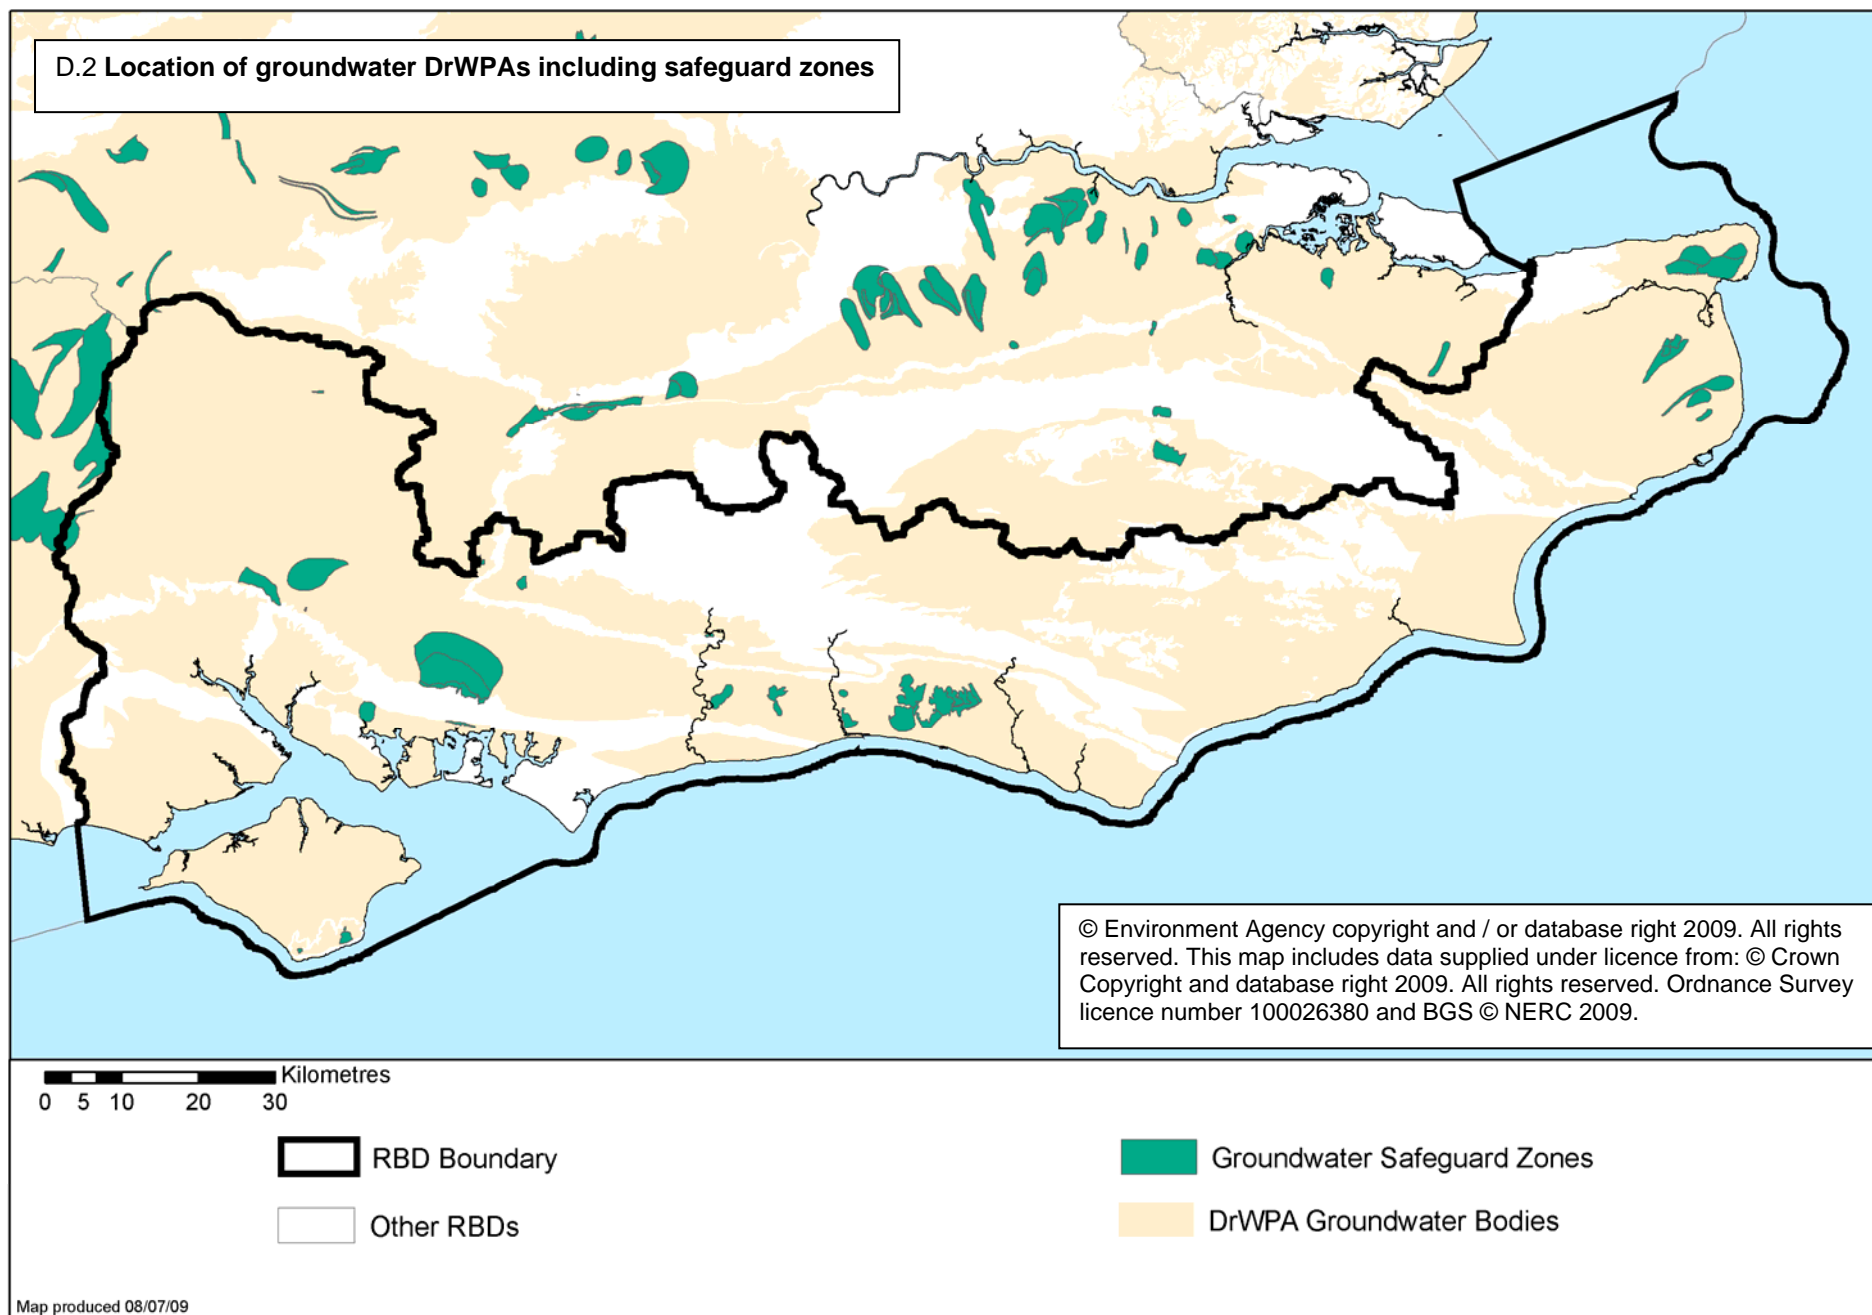 D.2 Location of groundwater DrWPAs including safeguard zones
© Environment Agency copyright and / or database right 2009. All rights
reserved. This map includes data supplied under licence from: © Crown
Copyright and database right 2009. All rights reserved. Ordnance Survey
licence number 100026380 and BGS © NERC 2009.
Kilometres
0 5 10 20 30
RBD Boundary
Groundwater Safeguard Zones
Other RBDs
DrWPA Groundwater Bodies
Map produced 08/07/09